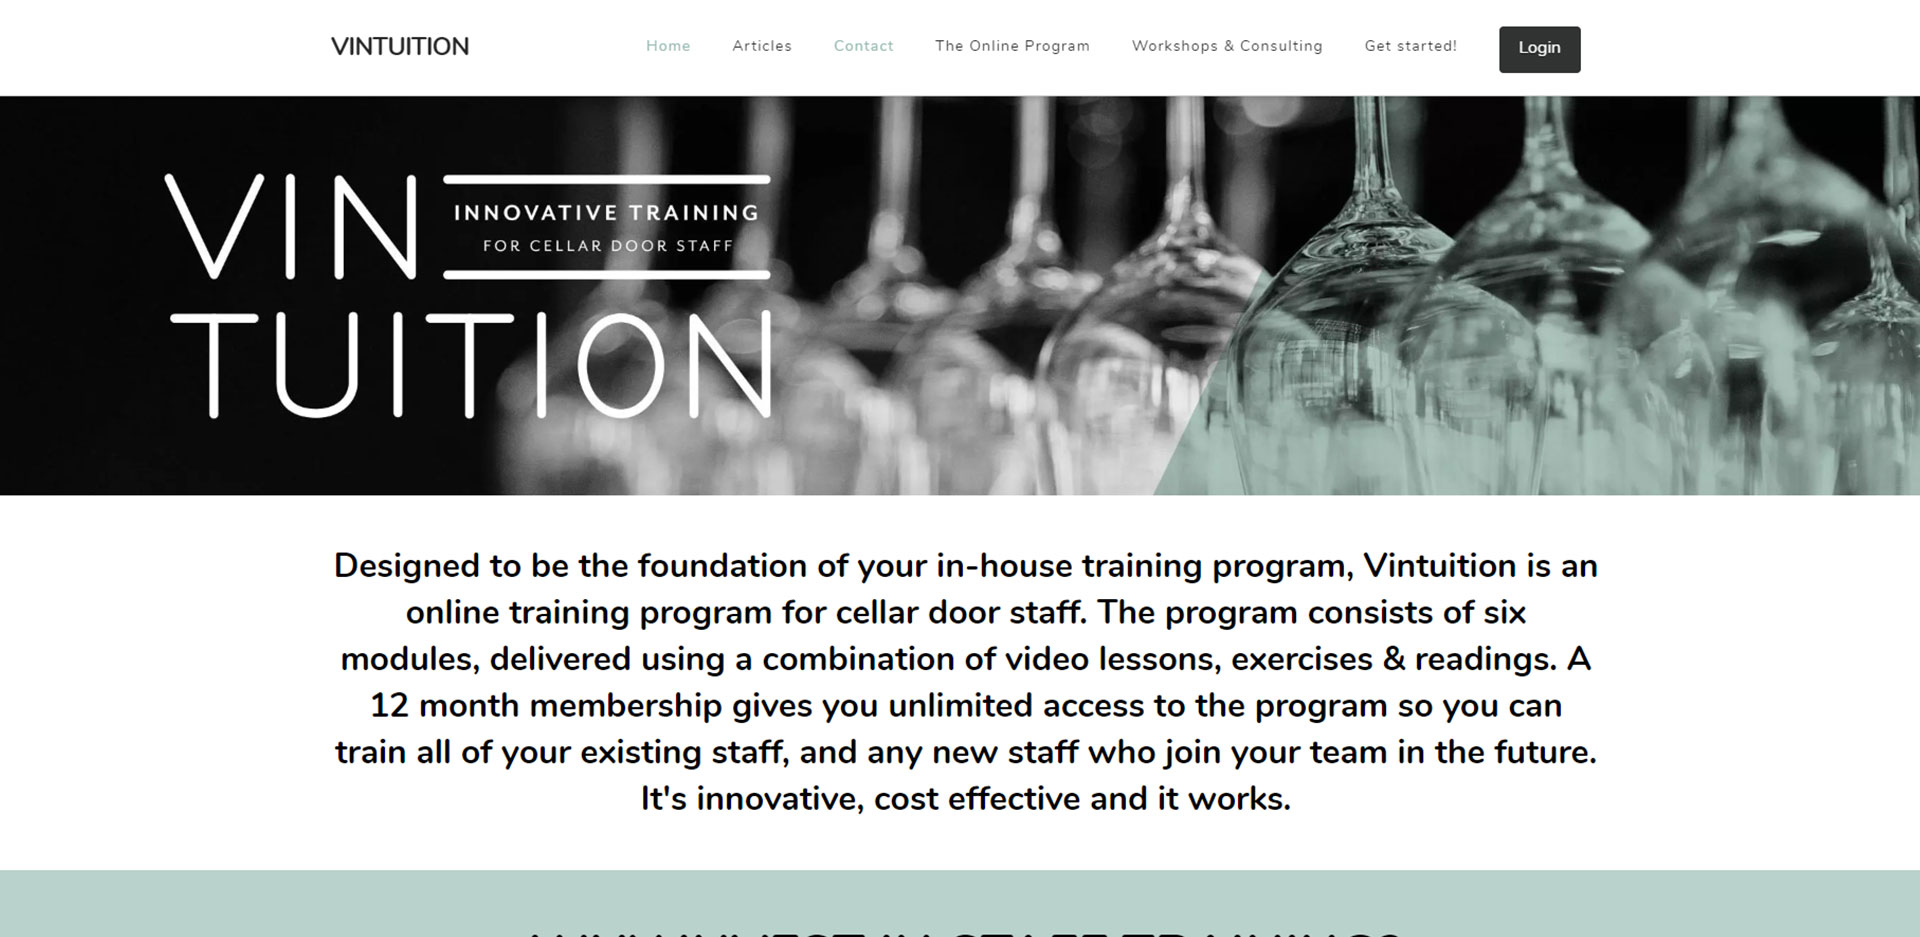 VINTUITION
Home Articles Contact The Online Program Workshops & Consulting Get started! Login
VIN
INNOVATIVE TRAINING
FOR CELLAR DOOR STAFF
TUITION
Designed to be the foundation of your in-house training program, Vintuition is an
online training program for cellar door staff. The program consists of six
modules, delivered using a combination of video lessons, exercises & readings. A
12 month membership gives you unlimited access to the program so you can
train all of your existing staff, and any new staff who join your team in the future.
It's innovative, cost effective and it works.